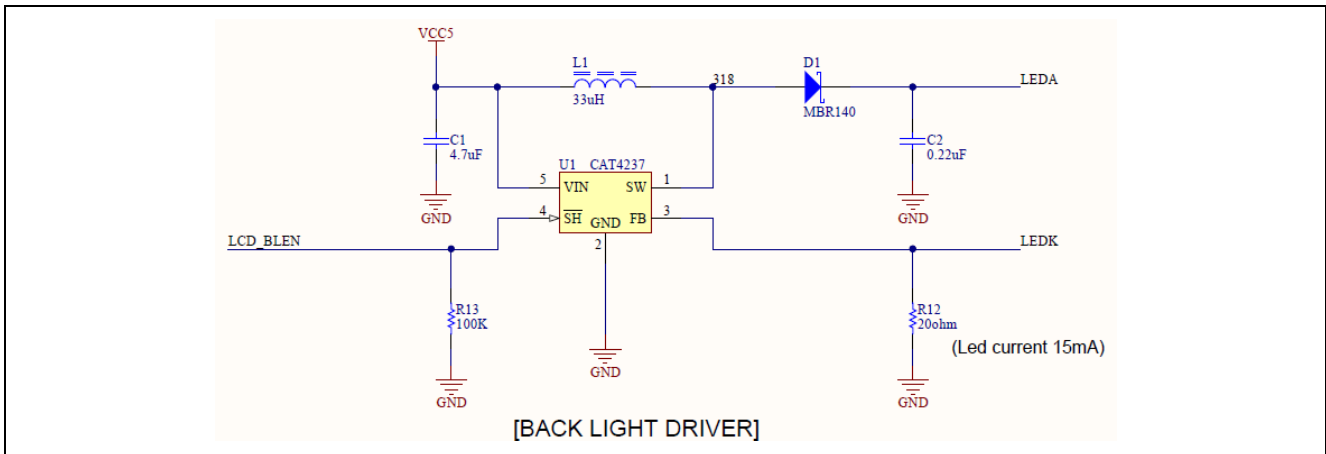 VCC5
L1
33uH
318
D1
MBR140
LEDA
C1
4.7uF
C2
0.22uF
GND
U1 CAT4237
5 VIN SW 1
4 SH GND FB 3
2
GND
GND
LCD_BLEN
LEDK
R13
100K
R12
20ohm
(Led current 15mA)
GND
GND
GND
[BACK LIGHT DRIVER]